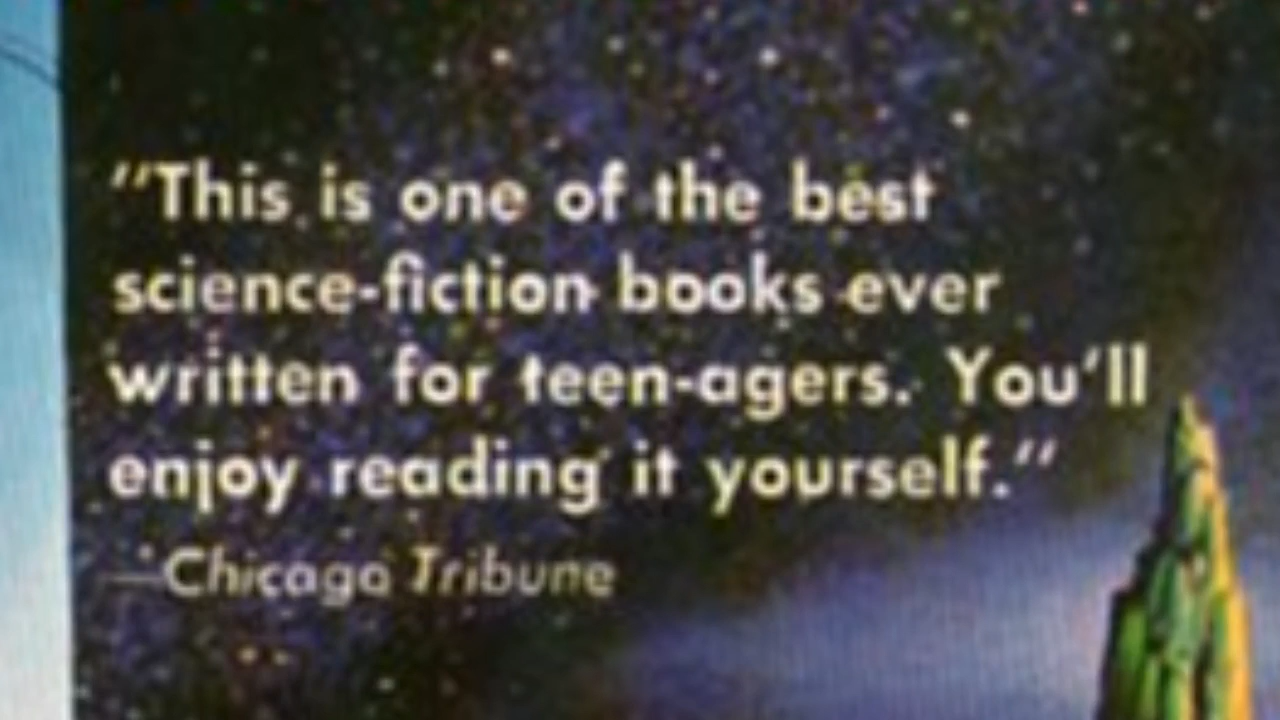 "This is one of the best
science-fiction books ever
written for teen-agers. You'll
enjoy reading it yourself."
—Chicago Tribune